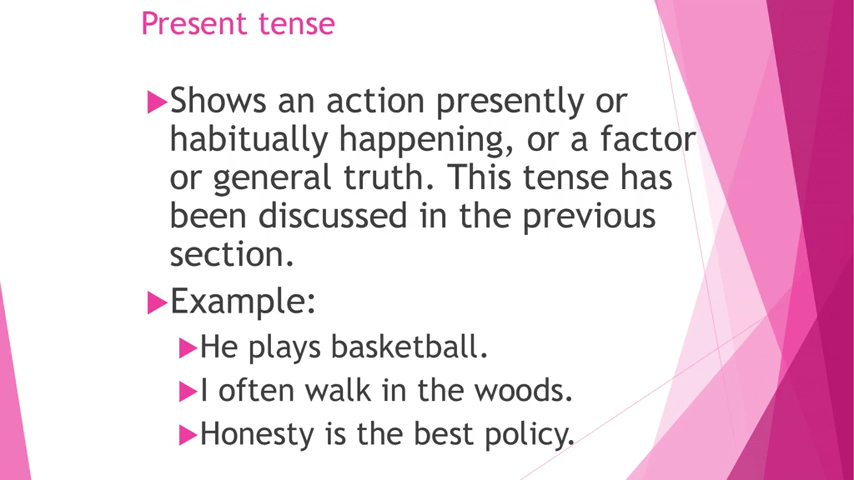 Present tense
Shows an action presently or
habitually happening, or a factor
or general truth. This tense has
been discussed in the previous
section.
Example:
He plays basketball.
I often walk in the woods.
Honesty is the best policy.